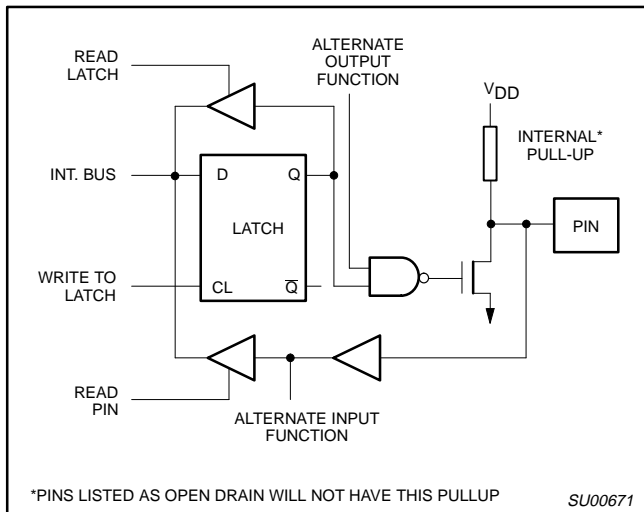 ALTERNATE
OUTPUT
FUNCTION
READ
LATCH
VDD
INTERNAL*
PULL-UP
INT. BUS
D
Q
LATCH
PIN
WRITE TO
LATCH
CL
Q̅
READ
PIN
ALTERNATE INPUT
FUNCTION
*PINS LISTED AS OPEN DRAIN WILL NOT HAVE THIS PULLUP
SU00671